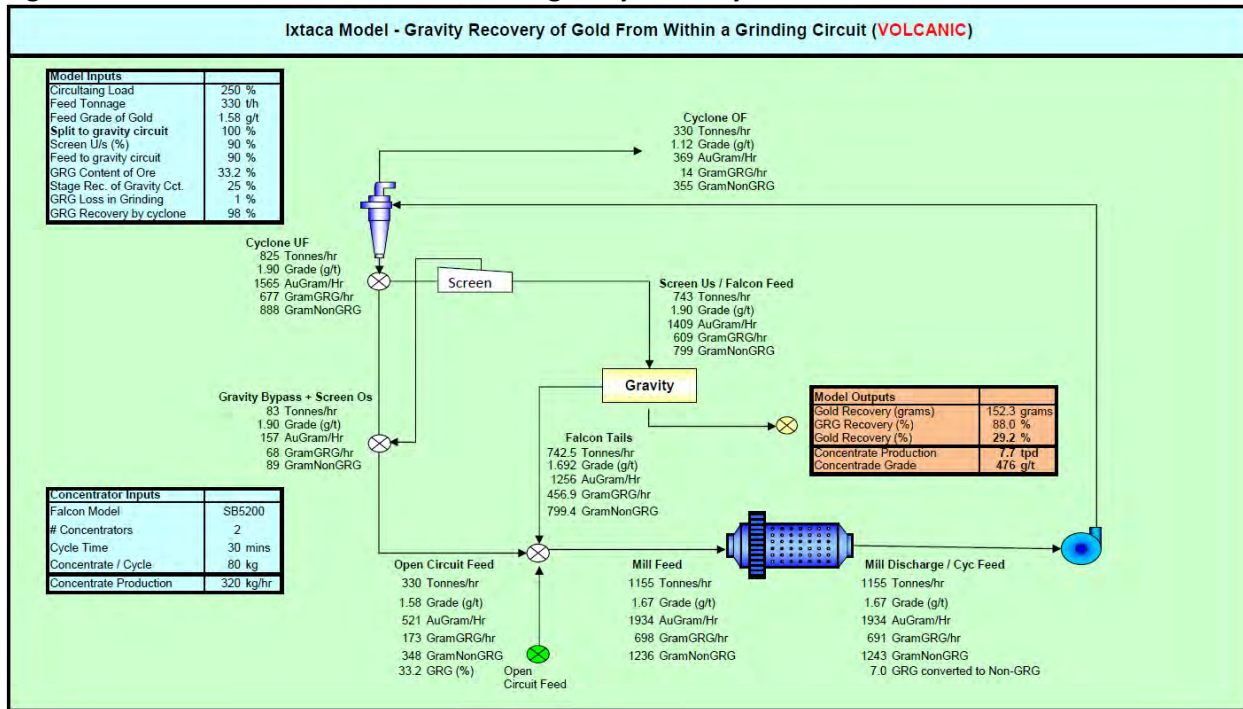 Ixtaca Model - Gravity Recovery of Gold From Within a Grinding Circuit (VOLCANIC)
Model Inputs
Circultaing Load 250 %
Feed Tonnage 330 t/h
Feed Grade of Gold 1.58 g/t
Split to gravity circuit 100 %
Screen U/s (%) 90 %
Feed to gravity circuit 90 %
GRG Content of Ore 33.2 %
Stage Rec. of Gravity Cct. 25 %
GRG Loss in Grinding 1 %
GRG Recovery by cyclone 98 %
Cyclone OF
330 Tonnes/hr
1.12 Grade (g/t)
369 AuGram/Hr
14 GramGRG/hr
355 GramNonGRG
Cyclone UF
825 Tonnes/hr
1.90 Grade (g/t)
1565 AuGram/Hr
677 GramGRG/hr
888 GramNonGRG
Screen
Screen Us / Falcon Feed
743 Tonnes/hr
1.90 Grade (g/t)
1409 AuGram/Hr
609 GramGRG/hr
799 GramNonGRG
Gravity
Gravity Bypass + Screen Os
83 Tonnes/hr
1.90 Grade (g/t)
157 AuGram/Hr
68 GramGRG/hr
89 GramNonGRG
Model Outputs
Gold Recovery (grams) 152.3 grams
GRG Recovery (%) 88.0 %
Gold Recovery (%) 29.2 %
Concentrate Production 7.7 tpd
Concentrade Grade 476 g/t
Falcon Tails
742.5 Tonnes/hr
1.692 Grade (g/t)
1256 AuGram/Hr
456.9 GramGRG/hr
799.4 GramNonGRG
Concentrator Inputs
Falcon Model SB5200
# Concentrators 2
Cycle Time 30 mins
Concentrate / Cycle 80 kg
Concentrate Production 320 kg/hr
Open Circuit Feed
330 Tonnes/hr
1.58 Grade (g/t)
521 AuGram/Hr
173 GramGRG/hr
348 GramNonGRG
33.2 GRG (%)
Open
Circuit Feed
Mill Feed
1155 Tonnes/hr
1.67 Grade (g/t)
1934 AuGram/Hr
698 GramGRG/hr
1236 GramNonGRG
Mill Discharge / Cyc Feed
1155 Tonnes/hr
1.67 Grade (g/t)
1934 AuGram/Hr
691 GramGRG/hr
1243 GramNonGRG
7.0 GRG converted to Non-GRG